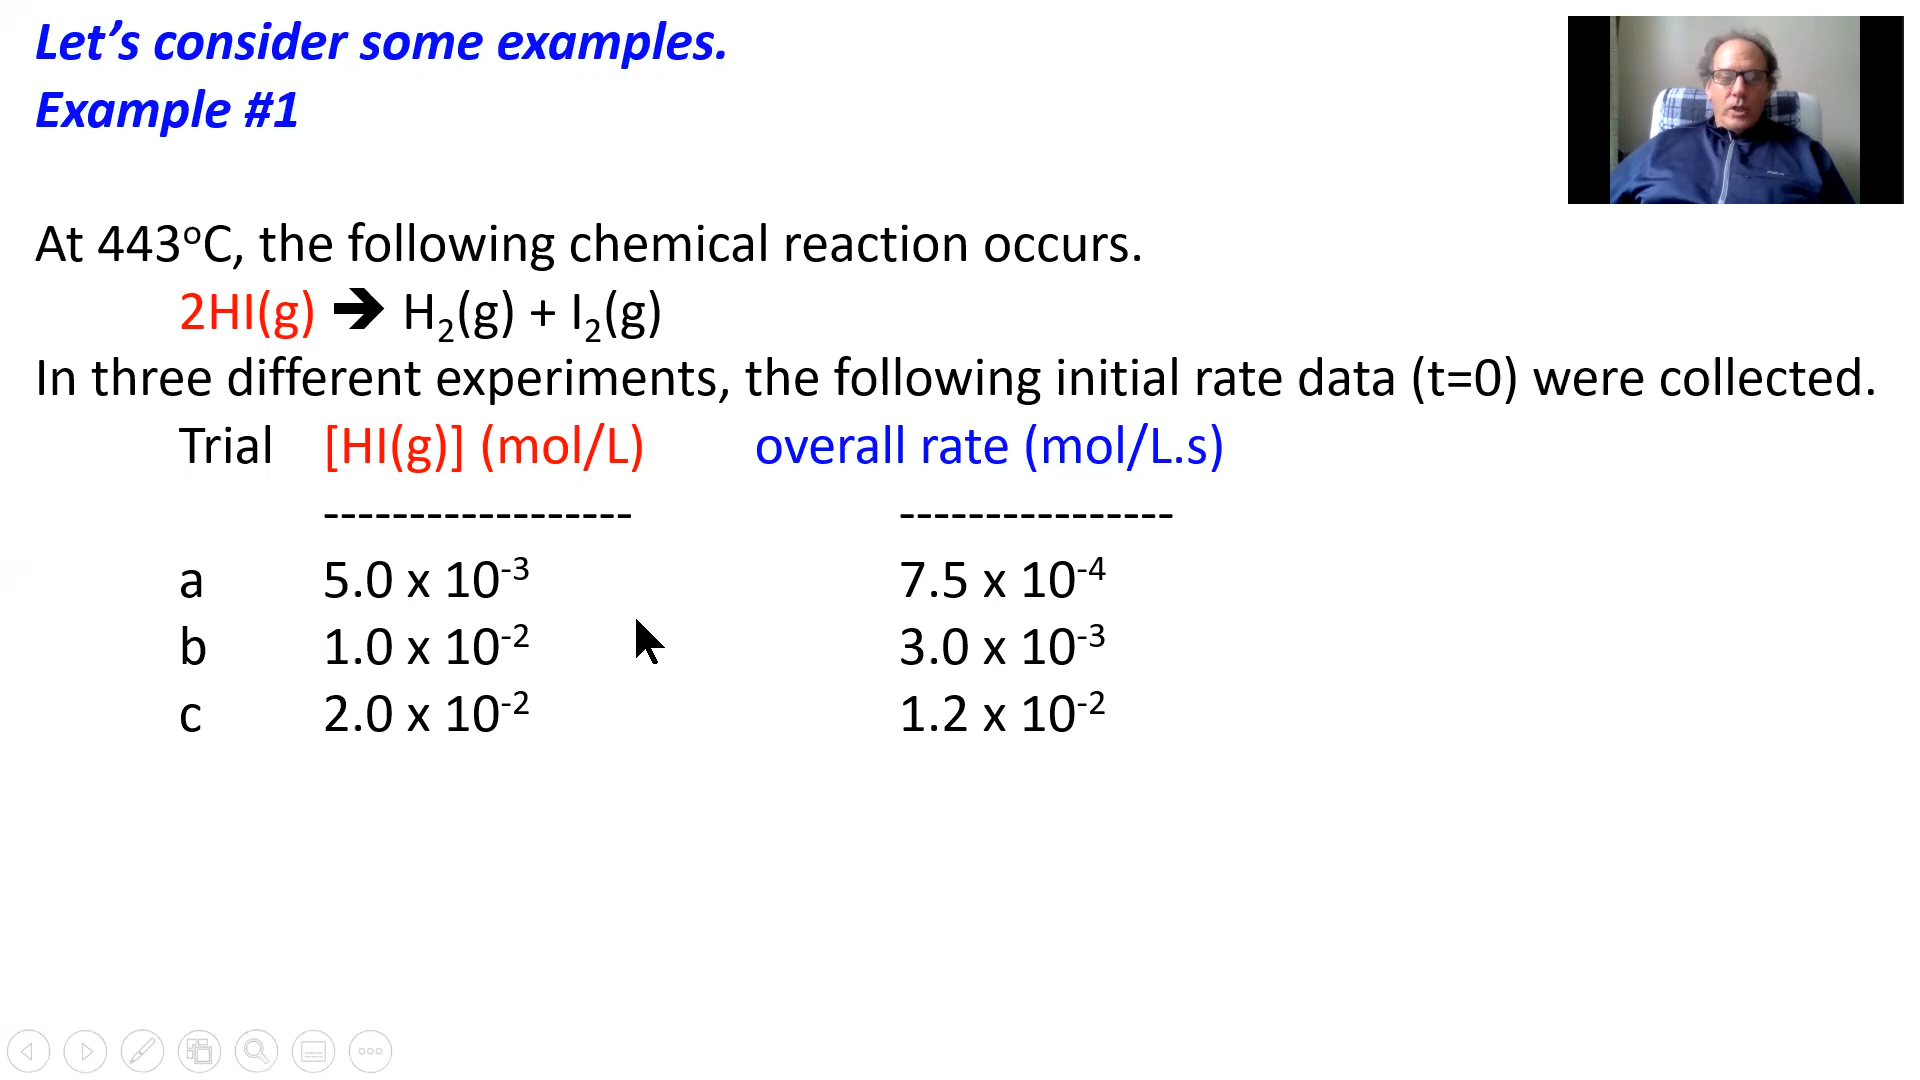 Let’s consider some examples.
Example #1
At 443°C, the following chemical reaction occurs.
2HI(g) 🡪 H₂(g) + I₂(g)
In three different experiments, the following initial rate data (t=0) were collected.
Trial [HI(g)] (mol/L) overall rate (mol/L.s)
------------------ ----------------
a 5.0 x 10⁻³ 7.5 x 10⁻⁴
b 1.0 x 10⁻² 3.0 x 10⁻³
c 2.0 x 10⁻² 1.2 x 10⁻²